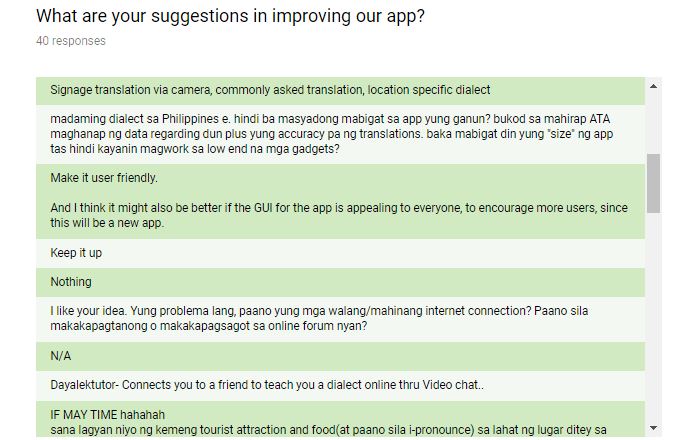 What are your suggestions in improving our app?
40 responses
Signage translation via camera, commonly asked translation, location specific dialect
madaming dialect sa Philippines e. hindi ba masyadong mabigat sa app yung ganun? bukod sa mahirap ATA
maghanap ng data regarding dun plus yung accuracy pa ng translations. baka mabigat din yung "size" ng app
tas hindi kayanin magwork sa low end na mga gadgets?
Make it user friendly.
And I think it might also be better if the GUI for the app is appealing to everyone, to encourage more users, since
this will be a new app.
Keep it up
Nothing
I like your idea. Yung problema lang, paano yung mga walang/mahinang internet connection? Paano sila
makakapagtanong o makakapagsagot sa online forum nyan?
N/A
Dayalektutor- Connects you to a friend to teach you a dialect online thru Video chat..
IF MAY TIME hahahah
sana lagyan niyo ng kemeng tourist attraction and food(at paano sila i-pronounce) sa lahat ng lugar ditey sa